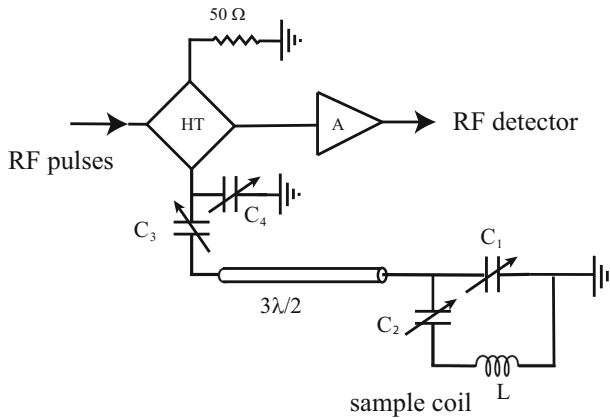 50 Ω
HT
A
RF detector
RF pulses
C₃
C₄
C₁
3λ/2
C₂
L
sample coil